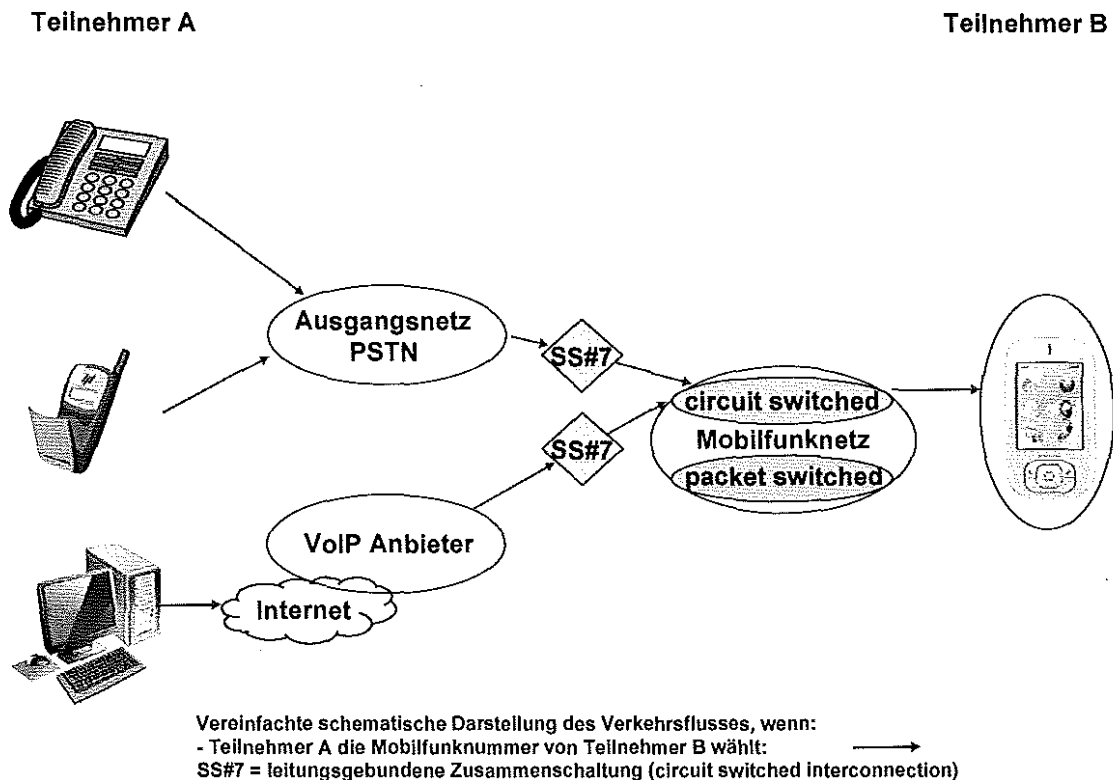 Teilnehmer A
Teilnehmer B
Ausgangsnetz
PSTN
SS#7
circuit switched
Mobilfunknetz
packet switched
SS#7
VoIP Anbieter
Internet
Vereinfachte schematische Darstellung des Verkehrsflusses, wenn:
- Teilnehmer A die Mobilfunknummer von Teilnehmer B wählt:
SS#7 = leitungsgebundene Zusammenschaltung (circuit switched interconnection)